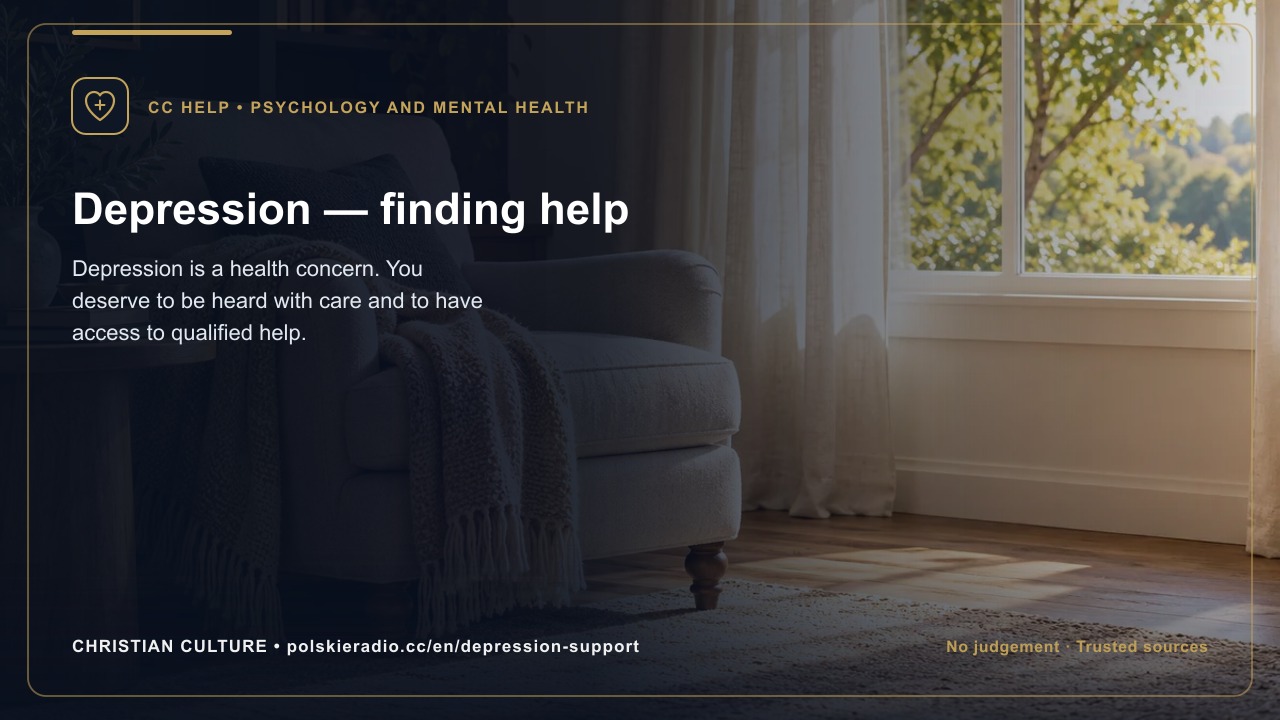 CC HELP • PSYCHOLOGY AND MENTAL HEALTH
Depression — finding help
Depression is a health concern. You
deserve to be heard with care and to have
access to qualified help.
CHRISTIAN CULTURE • polskieradio.cc/en/depression-support
No judgement · Trusted sources